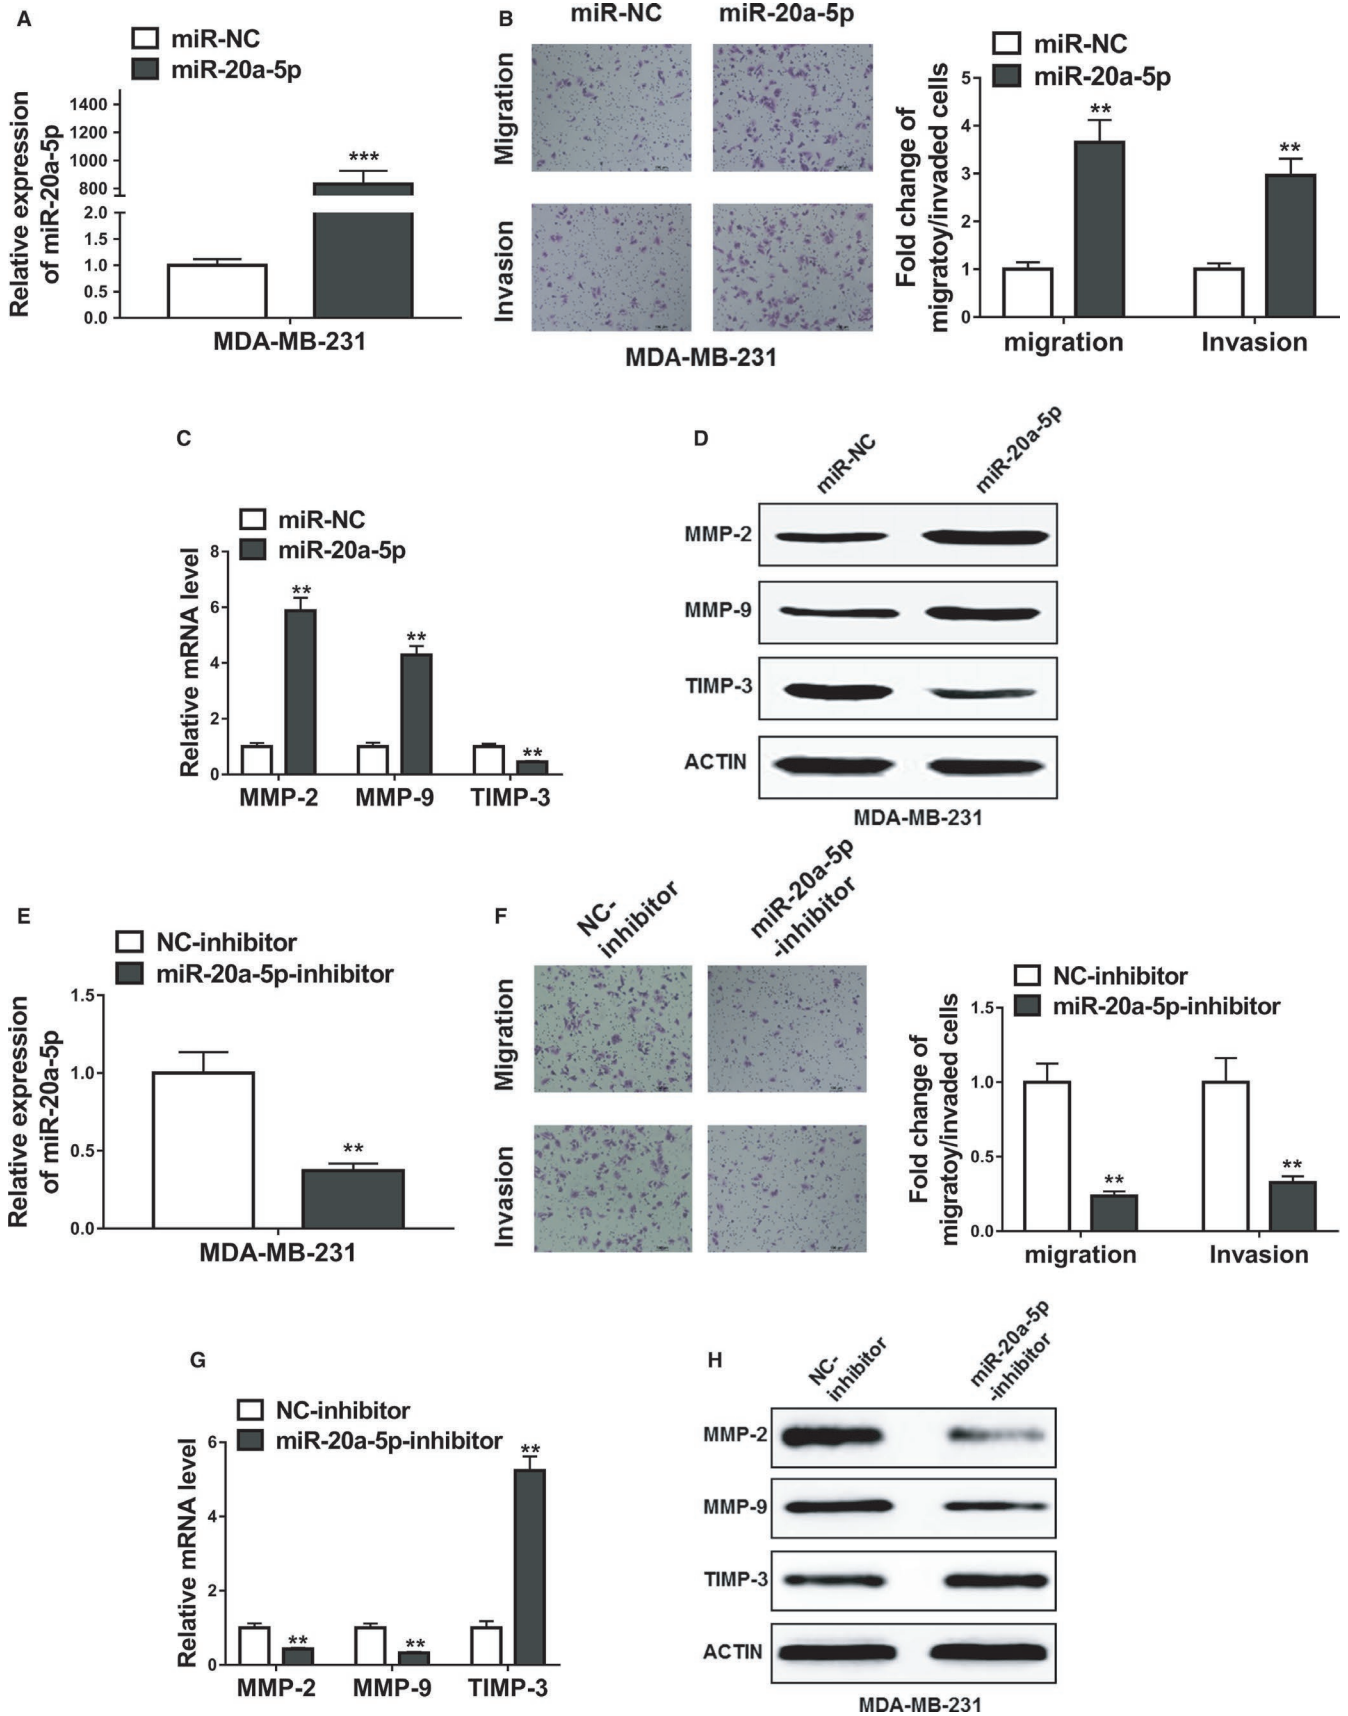 A
miR-NC
miR-20a-5p
Relative expression
of miR-20a-5p
1400
1200
1000
800
2.0
1.5
1.0
0.5
0.0
***
MDA-MB-231
B
miR-NC miR-20a-5p
Migration
Invasion
MDA-MB-231
miR-NC
miR-20a-5p
Fold change of
migratoy/invaded cells
5
4
3
2
1
0
**
**
migration Invasion
C
miR-NC
miR-20a-5p
Relative mRNA level
8
6
4
2
0
**
**
**
MMP-2 MMP-9 TIMP-3
D
miR-NC miR-20a-5p
MMP-2
MMP-9
TIMP-3
ACTIN
MDA-MB-231
E
NC-inhibitor
miR-20a-5p-inhibitor
Relative expression
of miR-20a-5p
1.5
1.0
0.5
0.0
**
MDA-MB-231
F
NC-
inhibitor
miR-20a-5p
-inhibitor
Migration
Invasion
NC-inhibitor
miR-20a-5p-inhibitor
Fold change of
migratoy/invaded cells
1.5
1.0
0.5
0.0
**
**
migration Invasion
G
NC-inhibitor
miR-20a-5p-inhibitor
Relative mRNA level
6
4
2
0
**
**
**
MMP-2 MMP-9 TIMP-3
H
NC-
inhibitor
miR-20a-5p
-inhibitor
MMP-2
MMP-9
TIMP-3
ACTIN
MDA-MB-231